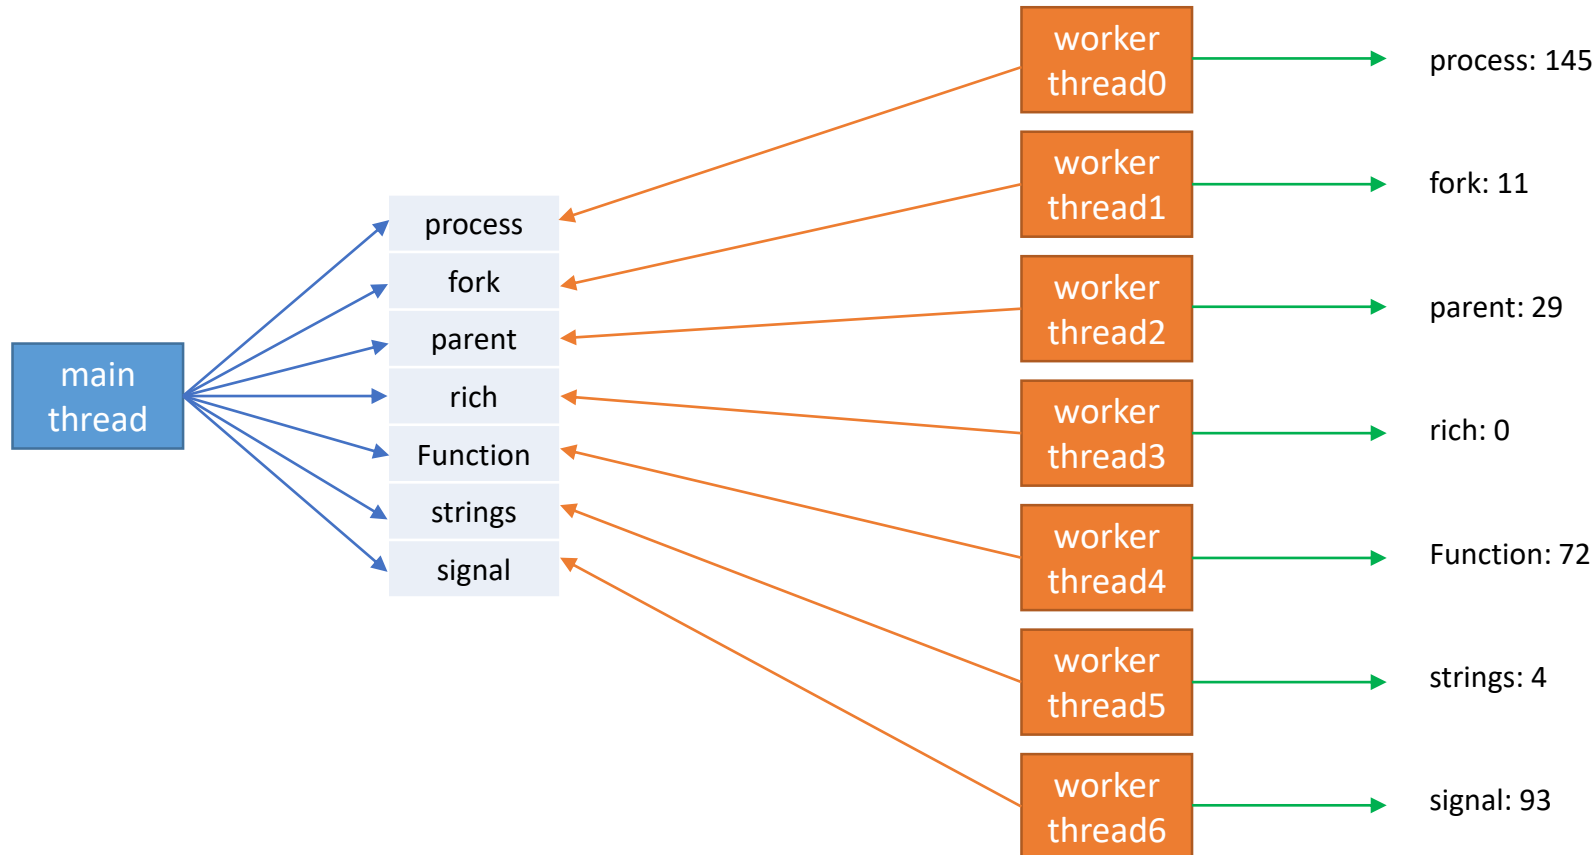 main
thread
process
fork
parent
rich
Function
strings
signal
worker
thread0
process: 145
worker
thread1
fork: 11
worker
thread2
parent: 29
worker
thread3
rich: 0
worker
thread4
Function: 72
worker
thread5
strings: 4
worker
thread6
signal: 93